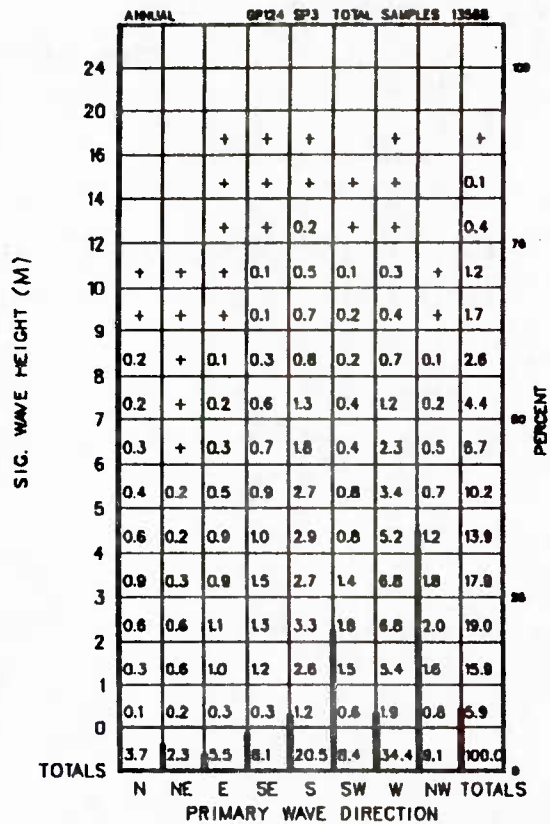 ANNUAL GP124 SP3 TOTAL SAMPLES
24 100
20
+ + + + +
16
+ + + + + 0.1
14
+ + 0.2 + + 0.4
12 75
+ + + 0.1 0.5 0.1 0.3 + 1.2
10
+ + + 0.1 0.7 0.2 0.4 + 1.7
9
0.2 + 0.1 0.3 0.8 0.2 0.7 0.1 2.6
8
0.2 + 0.2 0.6 1.3 0.4 1.2 0.2 4.4
7 50
0.3 + 0.3 0.7 1.8 0.4 2.3 0.5 6.7
6
0.4 0.2 0.5 0.9 2.7 0.8 3.4 0.7 10.2
5
0.6 0.2 0.9 1.0 2.9 0.8 5.2 1.2 13.9
4
0.9 0.3 0.9 1.5 2.7 1.4 6.8 1.8 17.9
3 25
0.6 0.6 1.1 1.3 3.3 1.8 6.8 2.0 19.0
2
0.3 0.6 1.0 1.2 2.6 1.5 5.4 1.6 15.9
1
0.1 0.2 0.3 0.3 1.2 0.6 1.9 0.8 5.9
0
3.7 2.3 5.5 8.1 20.5 8.4 34.4 9.1 100.0
TOTALS 0
N NE E SE S SW W NW TOTALS
PRIMARY WAVE DIRECTION
SIG. WAVE HEIGHT (M)
PERCENT